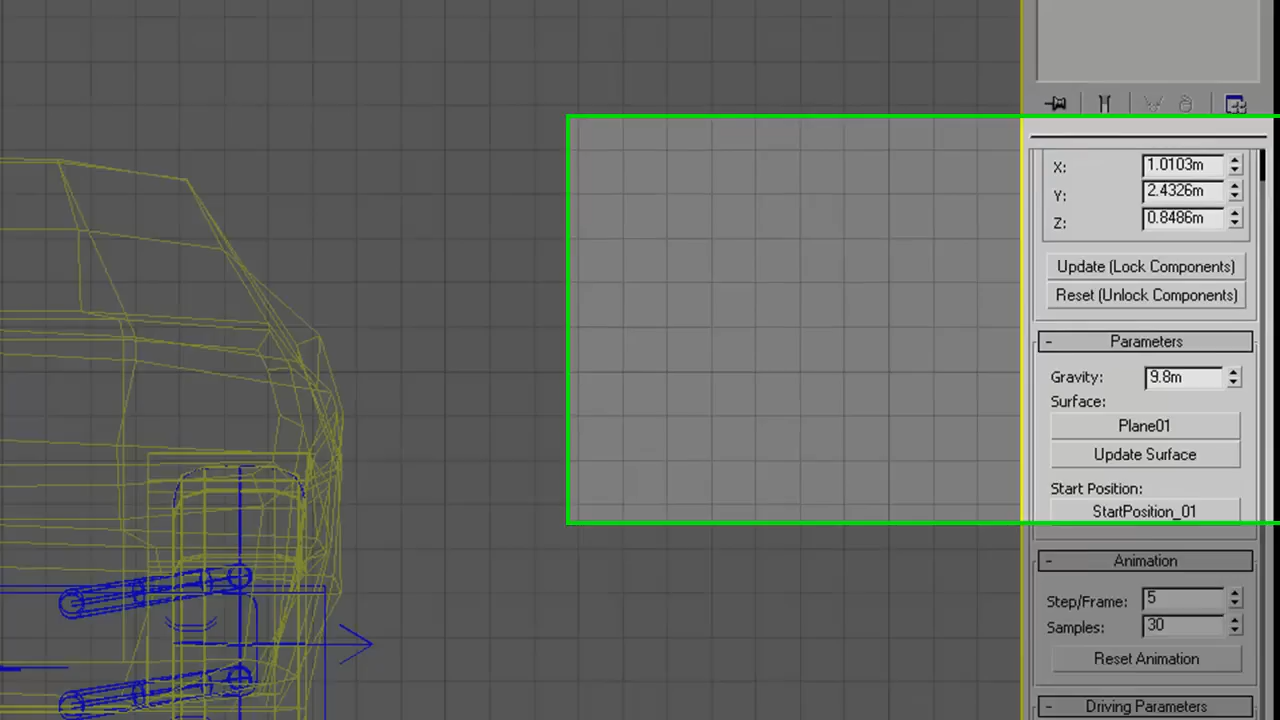 X: 1.0103m
Y: 2.4326m
Z: 0.8486m
Update (Lock Components)
Reset (Unlock Components)
- Parameters
Gravity: 9.8m
Surface:
Plane01
Update Surface
Start Position:
StartPosition_01
- Animation
Step/Frame: 5
Samples: 30
Reset Animation
- Driving Parameters